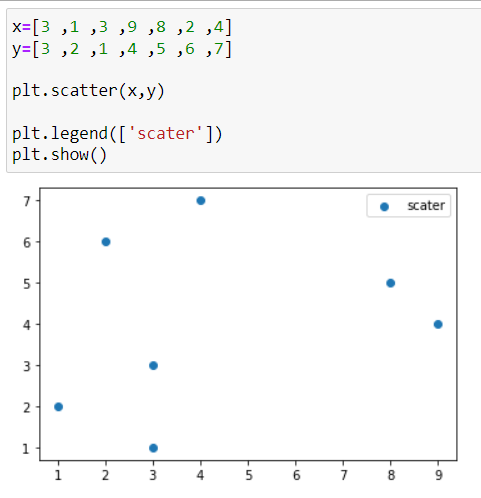 x=[3 ,1 ,3 ,9 ,8 ,2 ,4]
y=[3 ,2 ,1 ,4 ,5 ,6 ,7]
plt.scatter(x,y)
plt.legend(['scater'])
plt.show()
scater
7
6
5
4
3
2
1
1 2 3 4 5 6 7 8 9